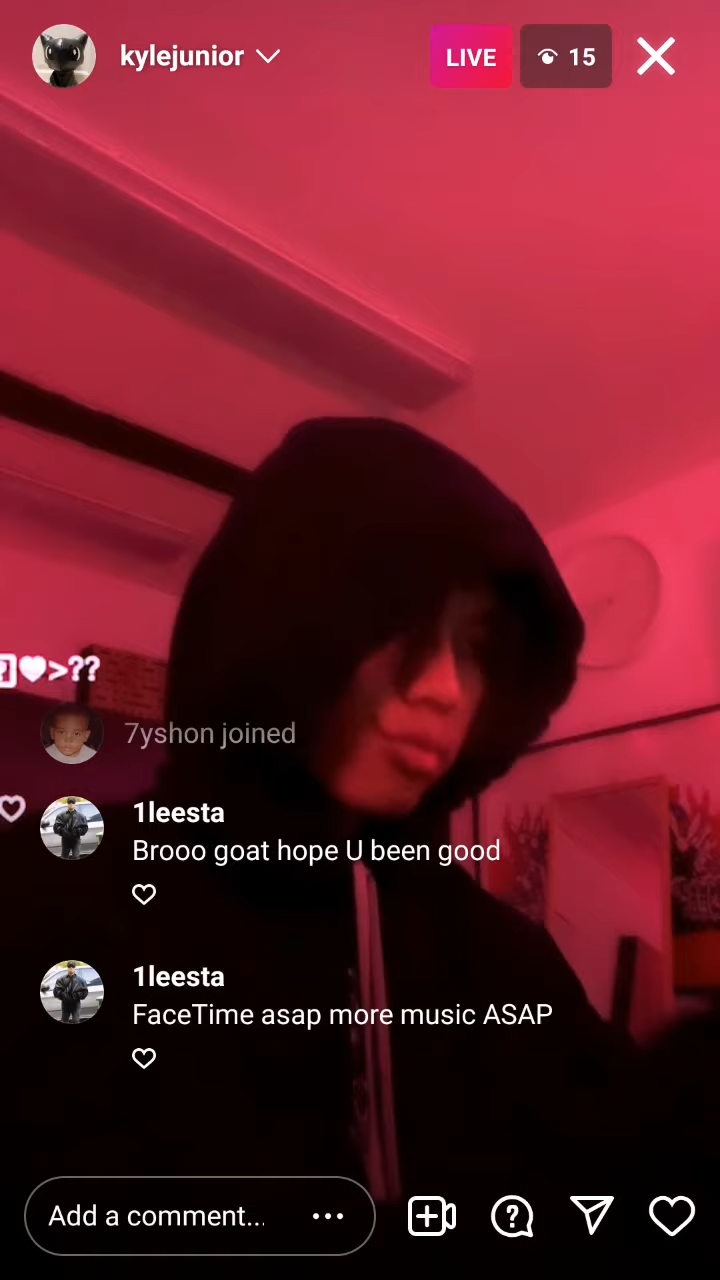 kylejunior
LIVE
15
>??
7yshon joined
1leesta
Brooo goat hope U been good
1leesta
FaceTime asap more music ASAP
Add a comment...